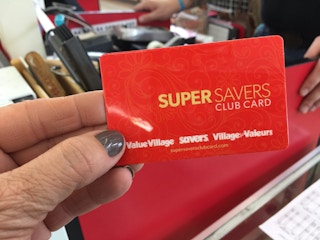 SUPER SAVERS
CLUB CARD
Value Village SAVERS Village des Valeurs
supersaversclubcard.com